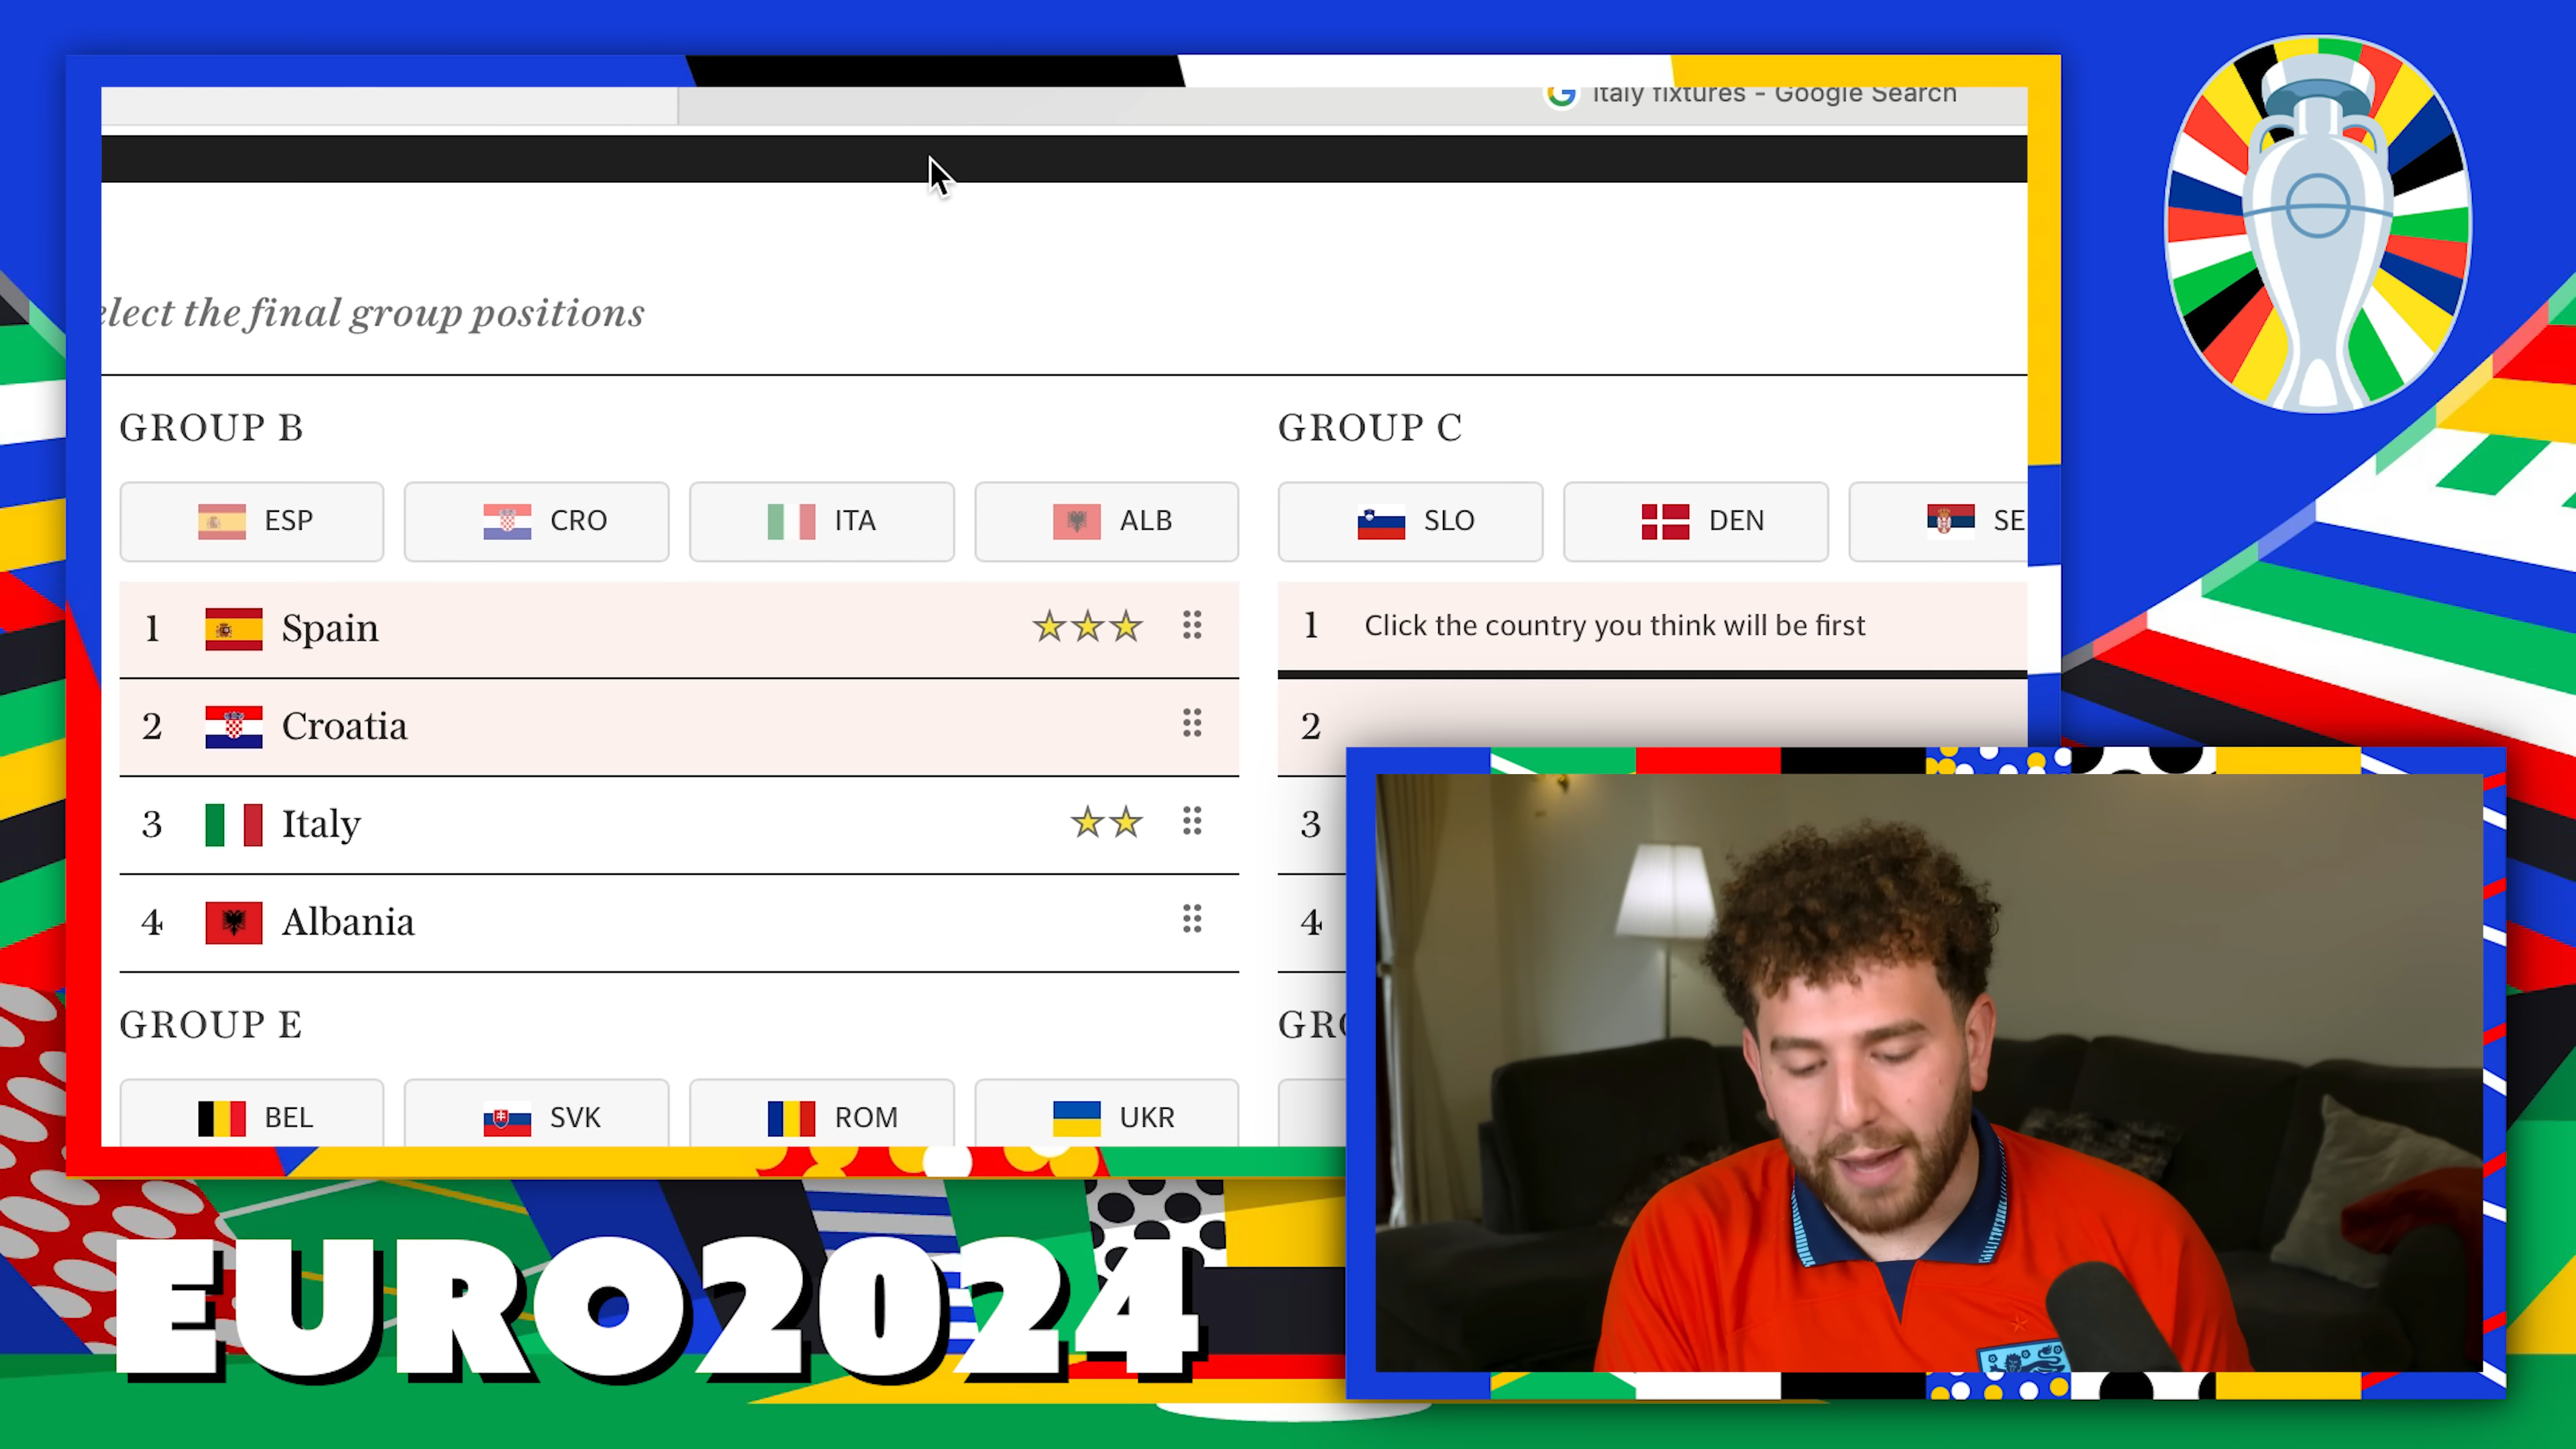 Italy fixtures - Google Search
elect the final group positions
GROUP B
ESP
CRO
ITA
ALB
1 Spain
2 Croatia
3 Italy
4 Albania
GROUP C
SLO
DEN
SE
1 Click the country you think will be first
2
3
4
GROUP E
BEL
SVK
ROM
UKR
GRO
EURO2024